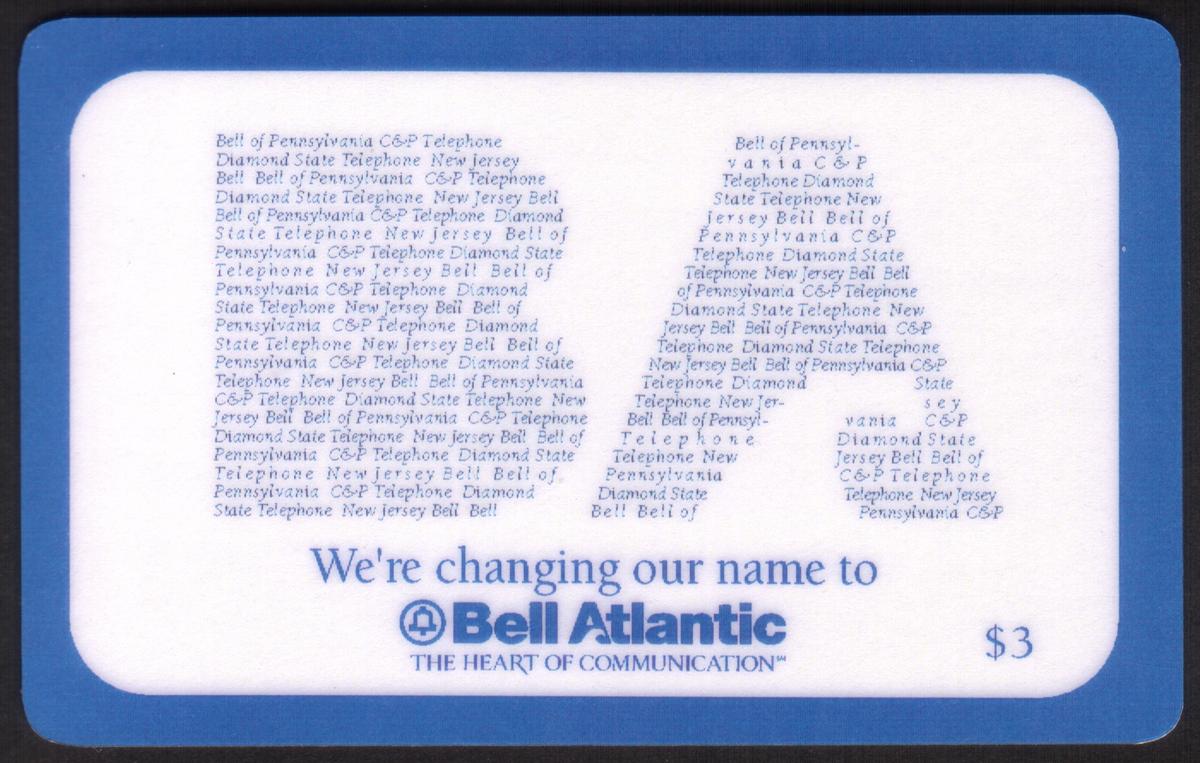 Bell of Pennsylvania C&P Telephone
Diamond State Telephone New Jersey
Bell Bell of Pennsylvania C&P Telephone
Diamond State Telephone New Jersey Bell
Bell of Pennsylvania C&P Telephone Diamond
State Telephone New Jersey Bell of
Pennsylvania C&P Telephone Diamond State
Telephone New Jersey Bell Bell of
Pennsylvania C&P Telephone Diamond
State Telephone New Jersey Bell Bell of
Pennsylvania C&P Telephone Diamond
State Telephone New Jersey Bell Bell of
Pennsylvania C&P Telephone Diamond State
Telephone New Jersey Bell Bell of Pennsylvania
C&P Telephone Diamond State Telephone New
Jersey Bell Bell of Pennsylvania C&P Telephone
Diamond State Telephone New Jersey Bell Bell of
Pennsylvania C&P Telephone Diamond State
Telephone New Jersey Bell Bell of
Pennsylvania C&P Telephone Diamond
State Telephone New Jersey Bell Bell
Bell of Pennsyl-
vania C&P
Telephone Diamond
State Telephone New
Jersey Bell Bell of
Pennsylvania C&P
Telephone Diamond State
Telephone New Jersey Bell Bell
of Pennsylvania C&P Telephone
Diamond State Telephone New
Jersey Bell Bell of Pennsylvania C&P
Telephone Diamond State Telephone
New Jersey Bell Bell of Pennsylvania C&P
Telephone Diamond State
Telephone New Jer- sey
Bell Bell of Pennsyl- vania C&P
Telephone Diamond State
Telephone New Jersey Bell Bell of
Pennsylvania C&P Telephone
Diamond State Telephone New Jersey
Bell Bell of Pennsylvania C&P
We're changing our name to
Bell Atlantic
THE HEART OF COMMUNICATION℠
$3